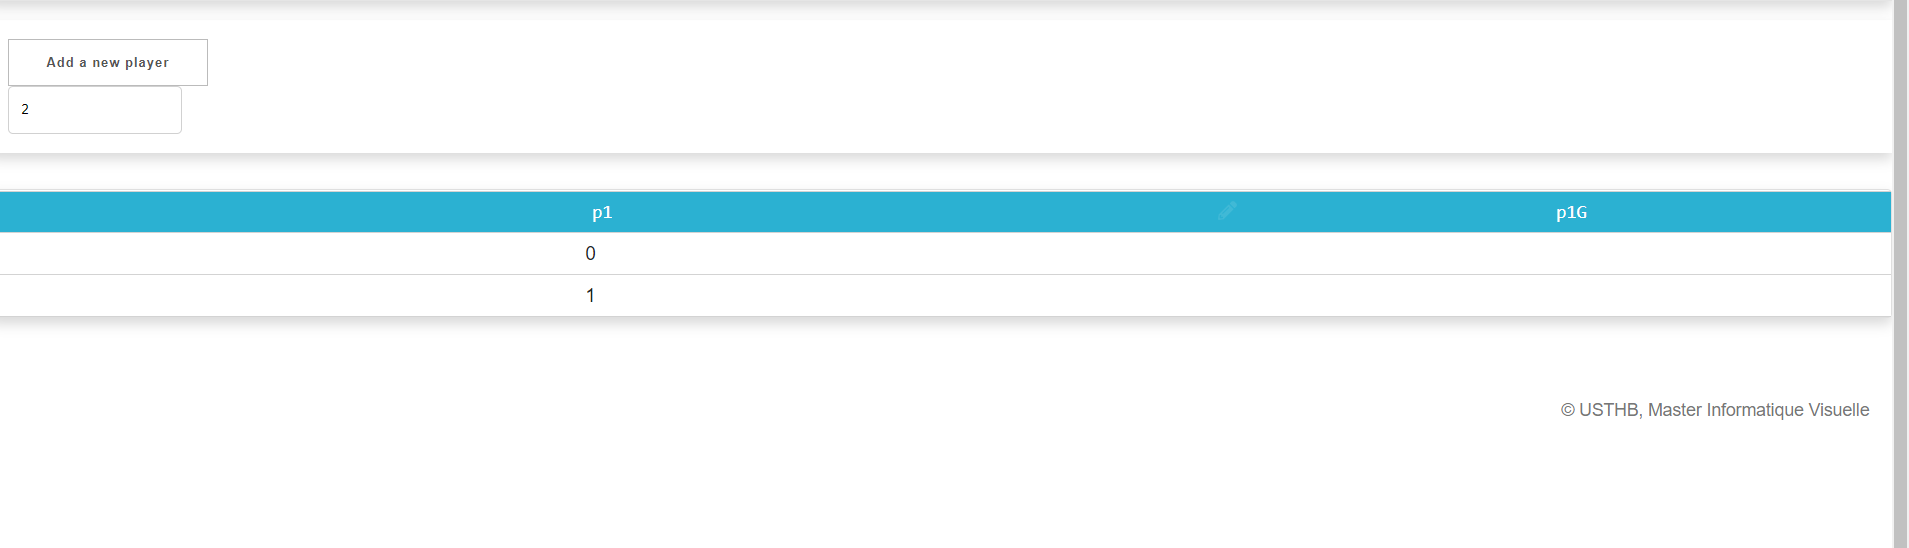 Add a new player
2
p1 p1G
0
1
© USTHB, Master Informatique Visuelle